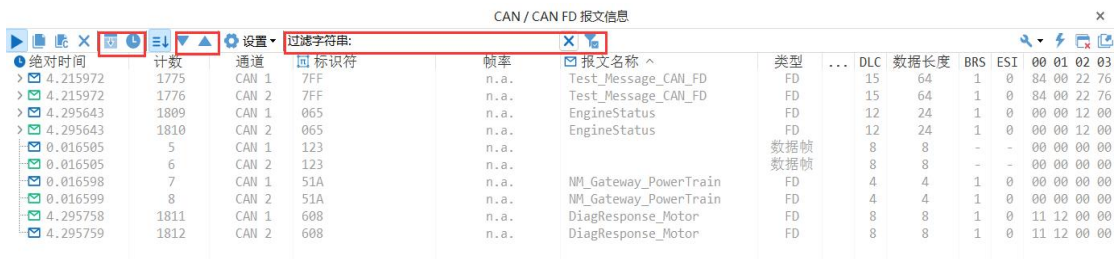 CAN / CAN FD 报文信息
设置 过滤字符串:
绝对时间 计数 通道 标识符 帧率 报文名称 类型 ... DLC 数据长度 BRS ESI 00 01 02 03
4.215972 1775 CAN 1 7FF n.a. Test_Message_CAN_FD FD 15 64 1 0 84 00 22 76
4.215972 1776 CAN 2 7FF n.a. Test_Message_CAN_FD FD 15 64 1 0 84 00 22 76
4.295643 1809 CAN 1 065 n.a. EngineStatus FD 12 24 1 0 00 00 12 00
4.295643 1810 CAN 2 065 n.a. EngineStatus FD 12 24 1 0 00 00 12 00
0.016505 5 CAN 1 123 n.a. 数据帧 8 8 - - 00 00 00 00
0.016505 6 CAN 2 123 n.a. 数据帧 8 8 - - 00 00 00 00
0.016598 7 CAN 1 51A n.a. NM_Gateway_PowerTrain FD 4 4 1 0 00 00 00 00
0.016599 8 CAN 2 51A n.a. NM_Gateway_PowerTrain FD 4 4 1 0 00 00 00 00
4.295758 1811 CAN 1 608 n.a. DiagResponse_Motor FD 8 8 1 0 11 12 00 00
4.295759 1812 CAN 2 608 n.a. DiagResponse_Motor FD 8 8 1 0 11 12 00 00